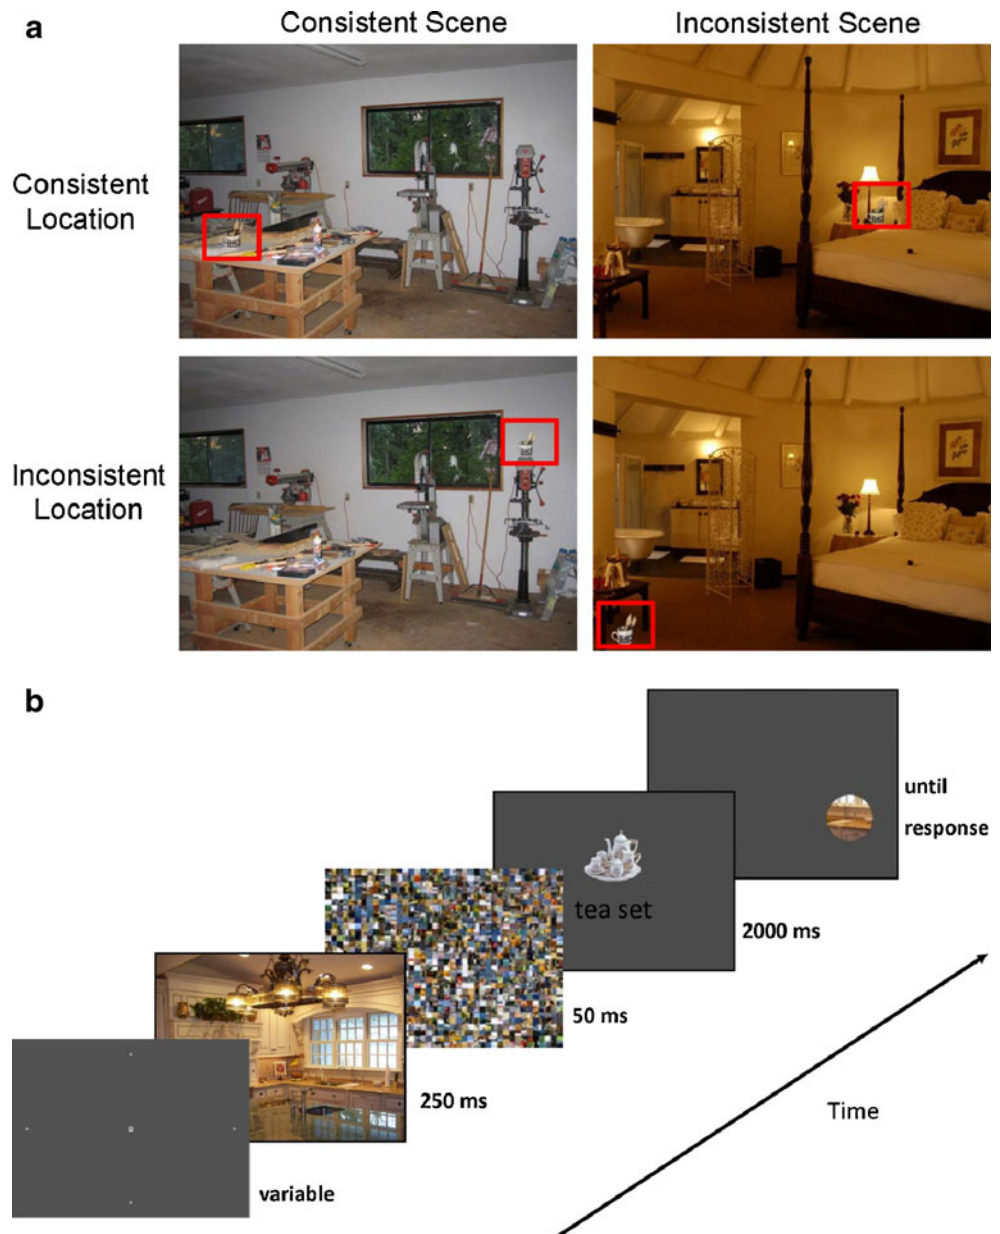 a
Consistent Scene
Inconsistent Scene
Consistent
Location
Inconsistent
Location
b
until
response
tea set
2000 ms
50 ms
250 ms
Time
variable